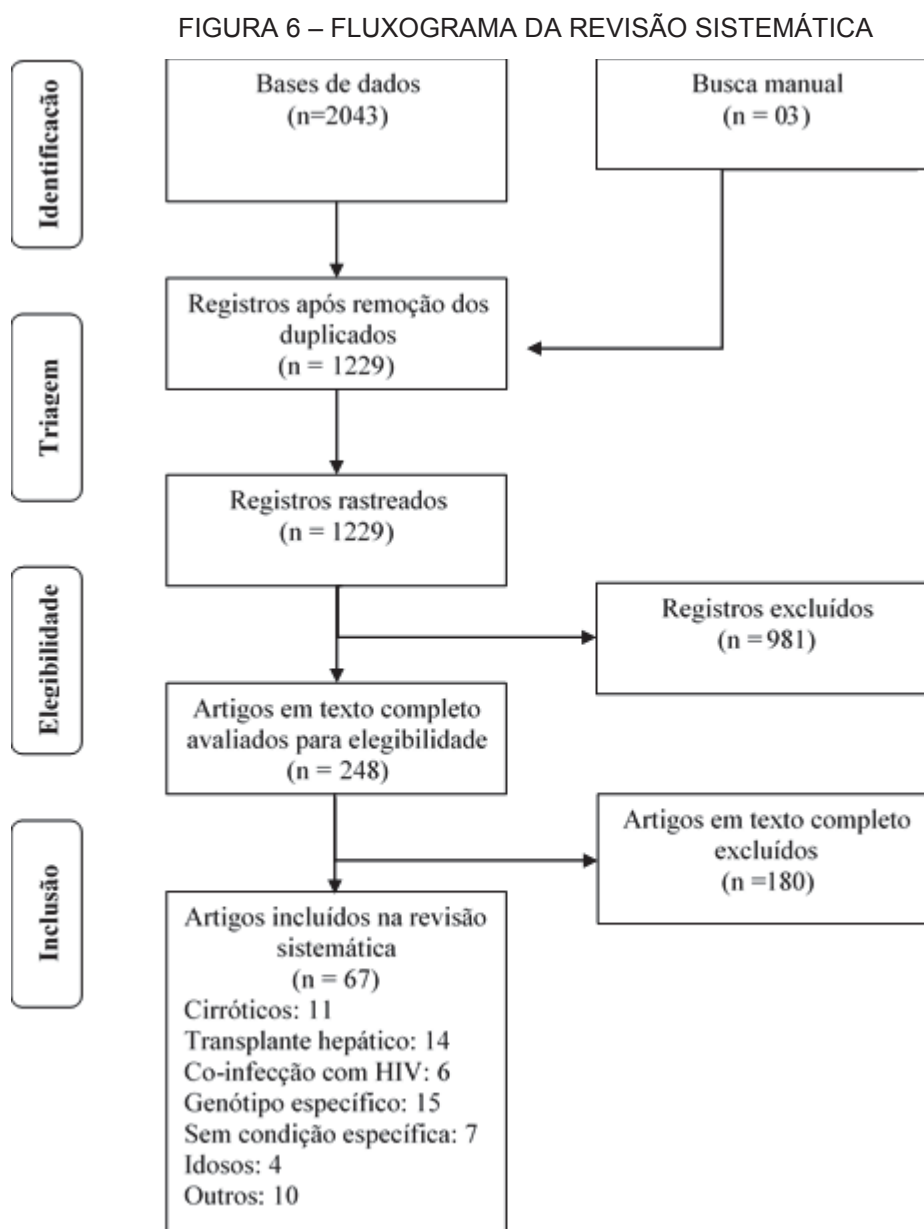 FIGURA 6 – FLUXOGRAMA DA REVISÃO SISTEMÁTICA
Identificacão
Bases de dados
(n=2043)
Busca manual
(n = 03)
Triagem
Registros após remoção dos
duplicados
(n = 1229)
Registros rastreados
(n = 1229)
Elegibilidade
Registros excluídos
(n = 981)
Artigos em texto completo
avaliados para elegibilidade
(n = 248)
Artigos em texto completo
excluídos
(n =180)
Inclusão
Artigos incluídos na revisão
sistemática
(n = 67)
Cirróticos: 11
Transplante hepático: 14
Co-infecção com HIV: 6
Genótipo específico: 15
Sem condição específica: 7
Idosos: 4
Outros: 10